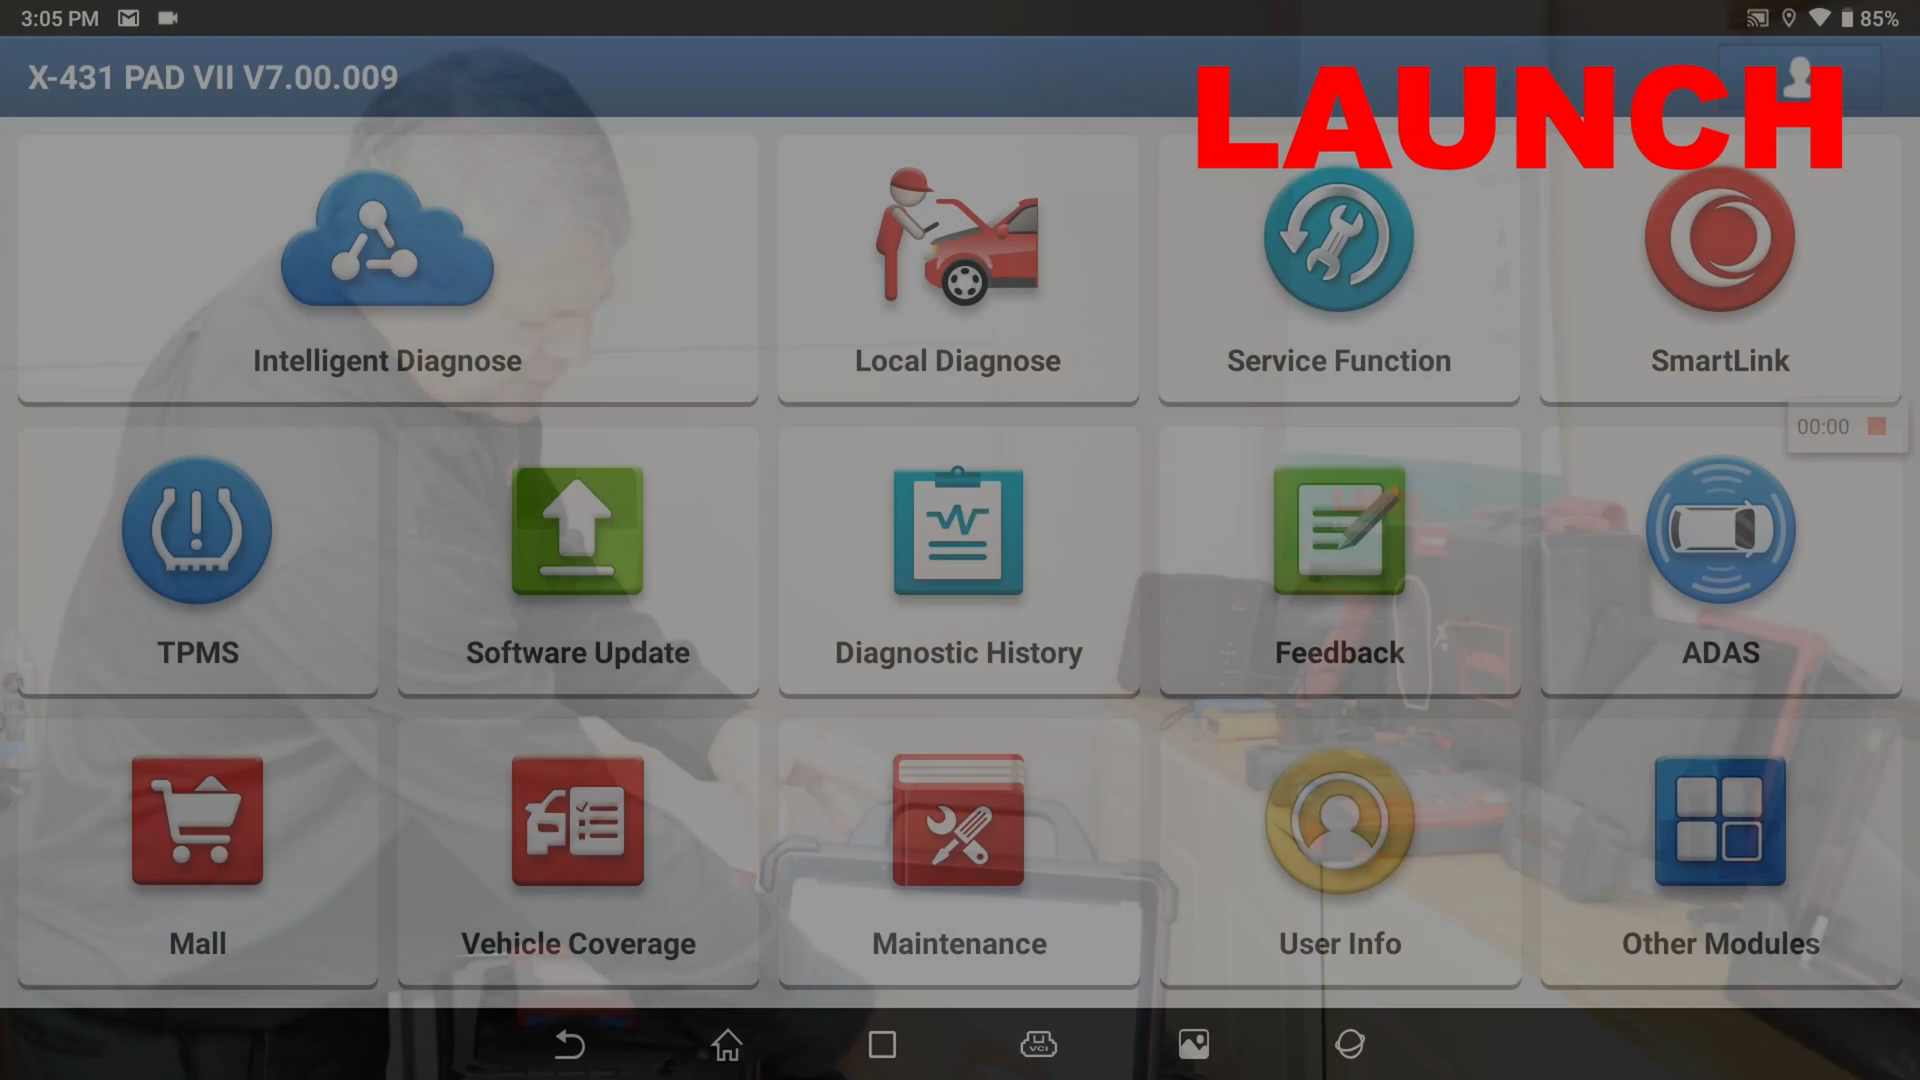 3:05 PM
85%
X-431 PAD VII V7.00.009
LAUNCH
Intelligent Diagnose
Local Diagnose
Service Function
SmartLink
00:00
TPMS
Software Update
Diagnostic History
Feedback
ADAS
Mall
Vehicle Coverage
Maintenance
User Info
Other Modules
VCI